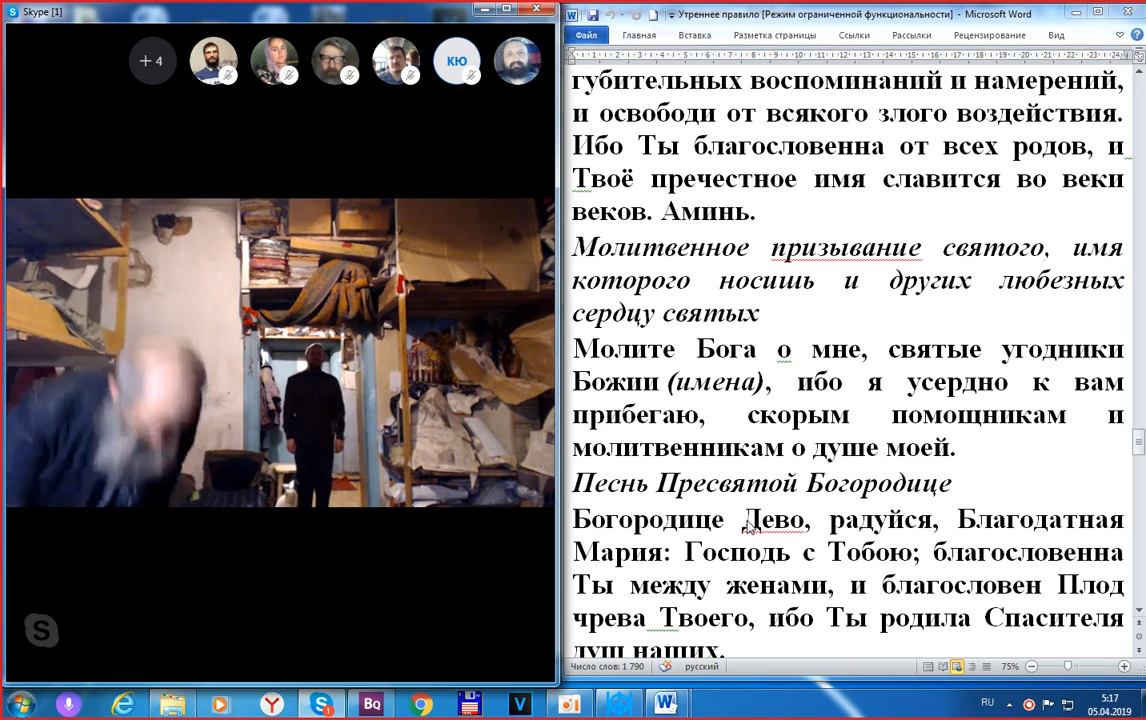 Skype [1]
+ 4
КЮ
Утреннее правило [Режим ограниченной функциональности] - Microsoft Word
Файл
Главная
Вставка
Разметка страницы
Ссылки
Рассылки
Рецензирование
Вид
губительных воспоминаний и намерений,
и освободи от всякого злого воздействия.
Ибо Ты благословенна от всех родов, и
Твоё пречестное имя славится во веки
веков. Аминь.
Молитвенное призывание святого, имя
которого носишь и других любезных
сердцу святых
Молите Бога о мне, святые угодники
Божии (имена), ибо я усердно к вам
прибегаю, скорым помощникам и
молитвенникам о душе моей.
Песнь Пресвятой Богородице
Богородице Дево, радуйся, Благодатная
Мария: Господь с Тобою; благословенна
Ты между женами, и благословен Плод
чрева Твоего, ибо Ты родила Спасителя
душ наших.
Число слов: 1 790
русский
75%
RU
5:17
05.04.2019